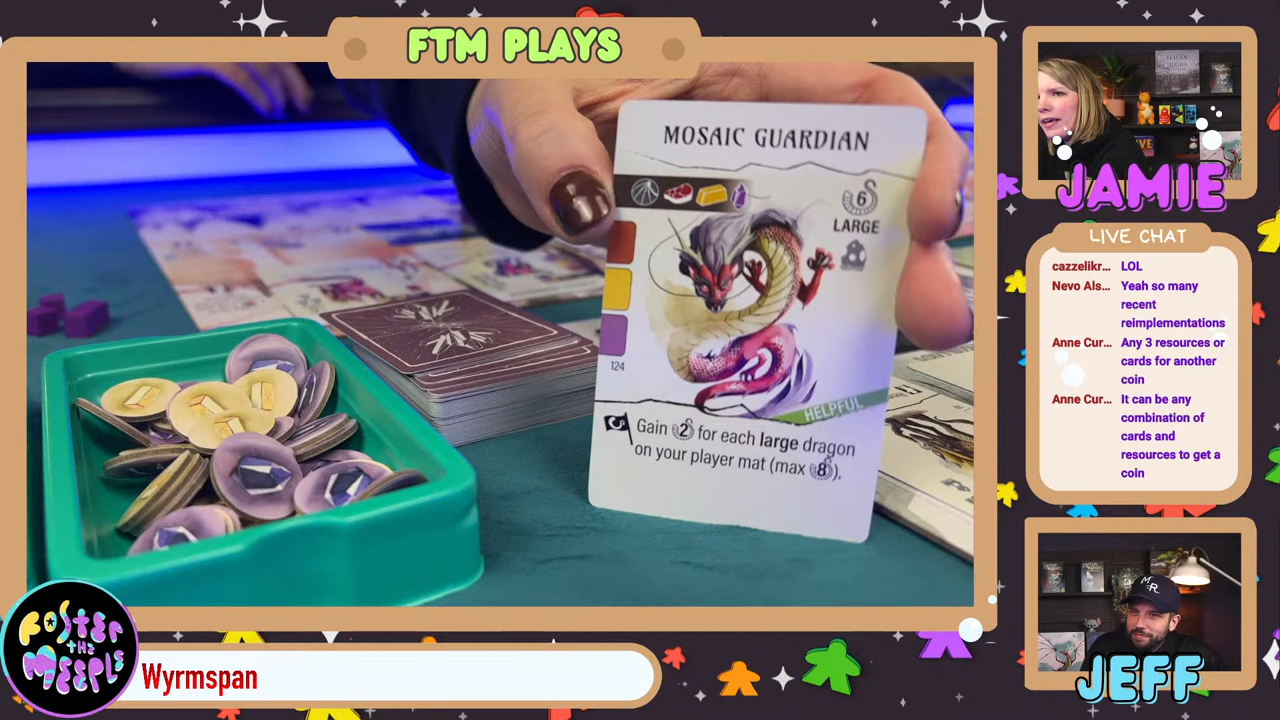 FTM PLAYS
MOSAIC GUARDIAN
6
LARGE
124
HELPFUL
Gain 2 for each large dragon
on your player mat (max 8).
JAMIE
LIVE CHAT
cazzelikr... LOL
Nevo Als... Yeah so many
recent
reimplementations
Anne Cur... Any 3 resources or
cards for another
coin
Anne Cur... It can be any
combination of
cards and
resources to get a
coin
M R
JEFF
FOSTER
THE
MEEPLE
Wyrmspan